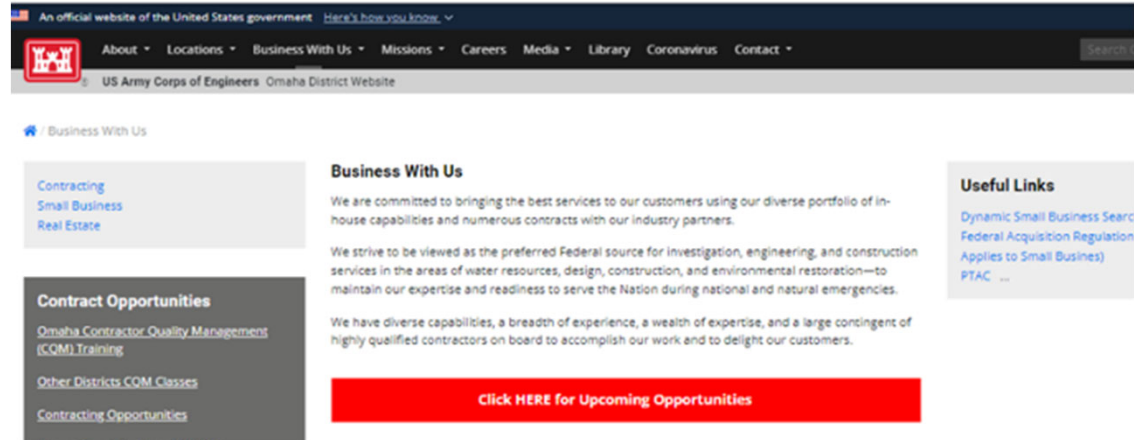 An official website of the United States government Here's how you know
About Locations Business With Us Missions Careers Media Library Coronavirus Contact
Search
US Army Corps of Engineers Omaha District Website
/ Business With Us
Contracting
Small Business
Real Estate
Contract Opportunities
Omaha Contractor Quality Management
(CQM) Training
Other Districts CQM Classes
Contracting Opportunities
Business With Us
We are committed to bringing the best services to our customers using our diverse portfolio of in-
house capabilities and numerous contracts with our industry partners.
We strive to be viewed as the preferred Federal source for investigation, engineering, and construction
services in the areas of water resources, design, construction, and environmental restoration—to
maintain our expertise and readiness to serve the Nation during national and natural emergencies.
We have diverse capabilities, a breadth of experience, a wealth of expertise, and a large contingent of
highly qualified contractors on board to accomplish our work and to delight our customers.
Click HERE for Upcoming Opportunities
Useful Links
Dynamic Small Business Searc
Federal Acquisition Regulation
Applies to Small Busines)
PTAC ...